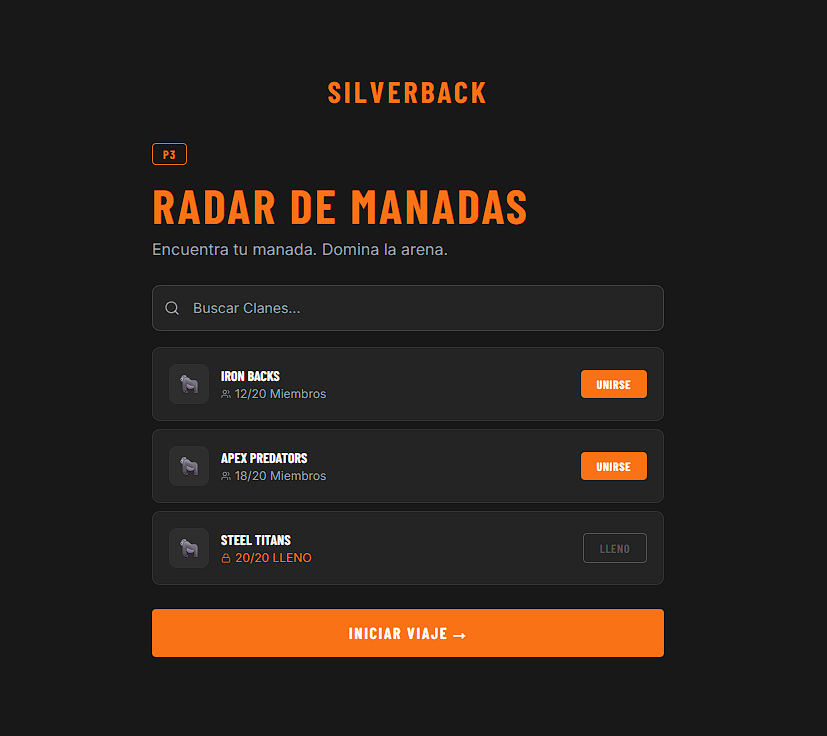 SILVERBACK
P3
RADAR DE MANADAS
Encuentra tu manada. Domina la arena.
Buscar Clanes...
IRON BACKS
12/20 Miembros
UNIRSE
APEX PREDATORS
18/20 Miembros
UNIRSE
STEEL TITANS
20/20 LLENO
LLENO
INICIAR VIAJE →